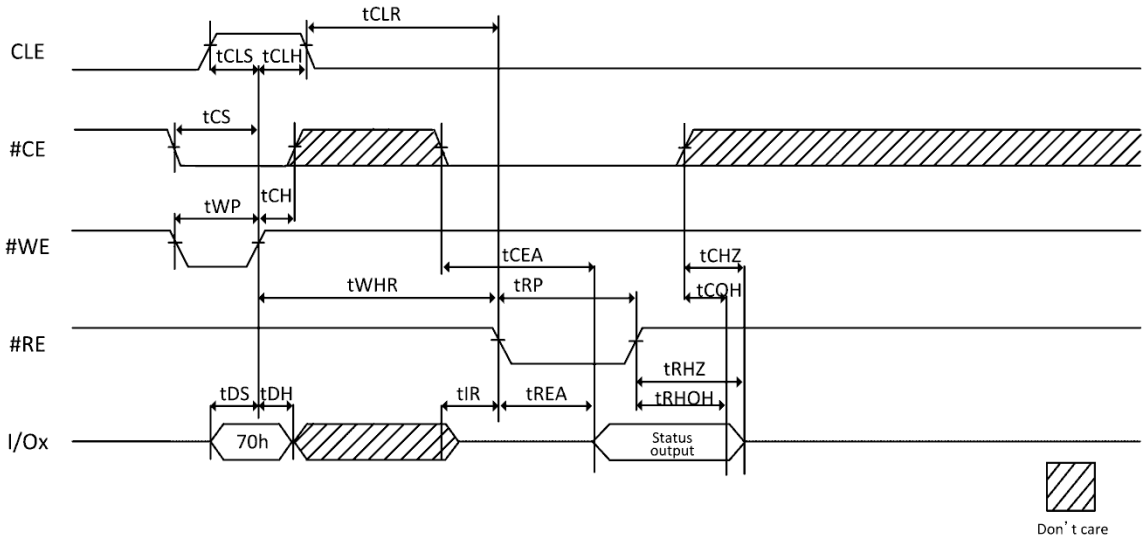 tCLR
CLE
tCLS
tCLH
tCS
#CE
tCH
tWP
#WE
tCEA
tCHZ
tWHR
tRP
tCOH
#RE
tRHZ
tDS
tDH
tIR
tREA
tRHOH
I/Ox
70h
Status
output
Don't care